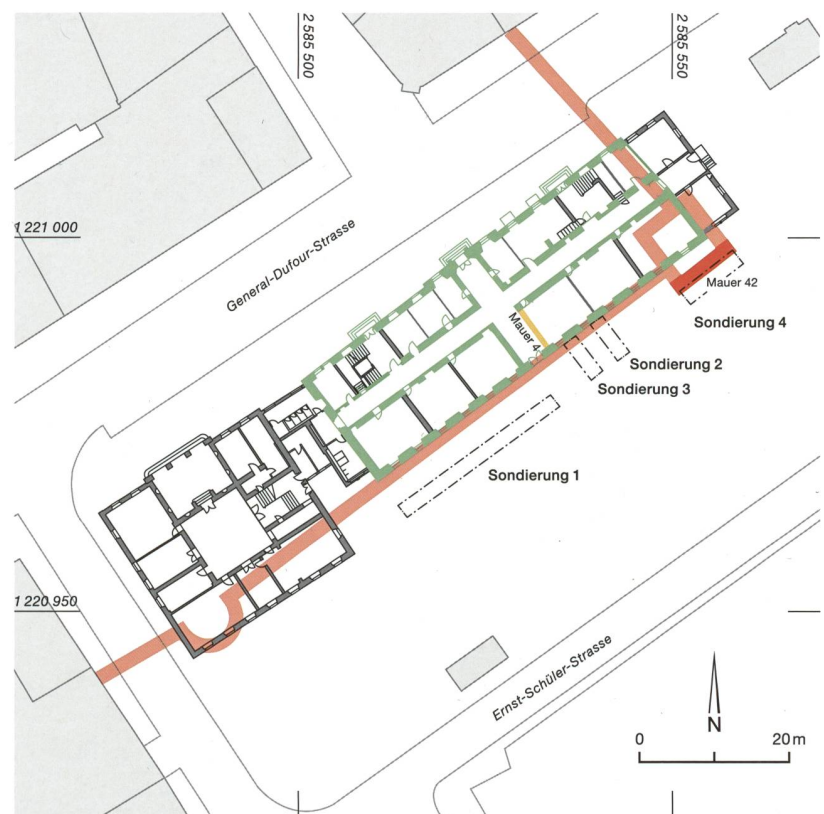 2 585 500
2 585 550
1 221 000
General-Dufour-Strasse
Mauer 42
Sondierung 4
Mauer 4
Sondierung 2
Sondierung 3
Sondierung 1
1 220 950
Ernst-Schüler-Strasse
N
0
20 m